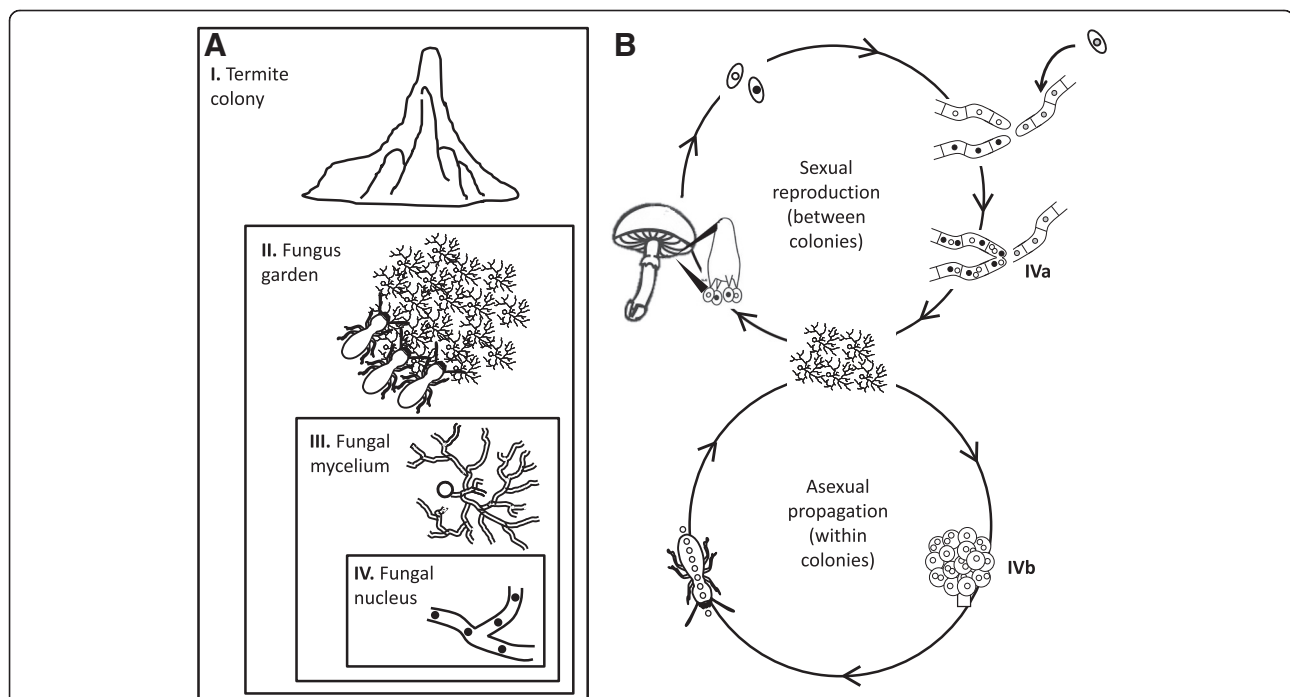 A
I. Termite
colony
II. Fungus
garden
III. Fungal
mycelium
IV. Fungal
nucleus
B
Sexual
reproduction
(between
colonies)
IVa
Asexual
propagation
(within
colonies)
IVb